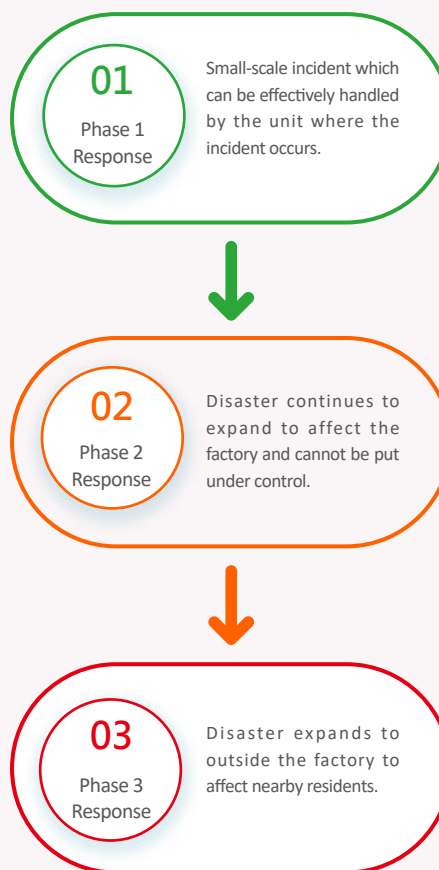 01
Phase 1
Response
Small-scale incident which
can be effectively handled
by the unit where the
incident occurs.
02
Phase 2
Response
Disaster continues to
expand to affect the
factory and cannot be put
under control.
03
Phase 3
Response
Disaster expands to
outside the factory to
affect nearby residents.